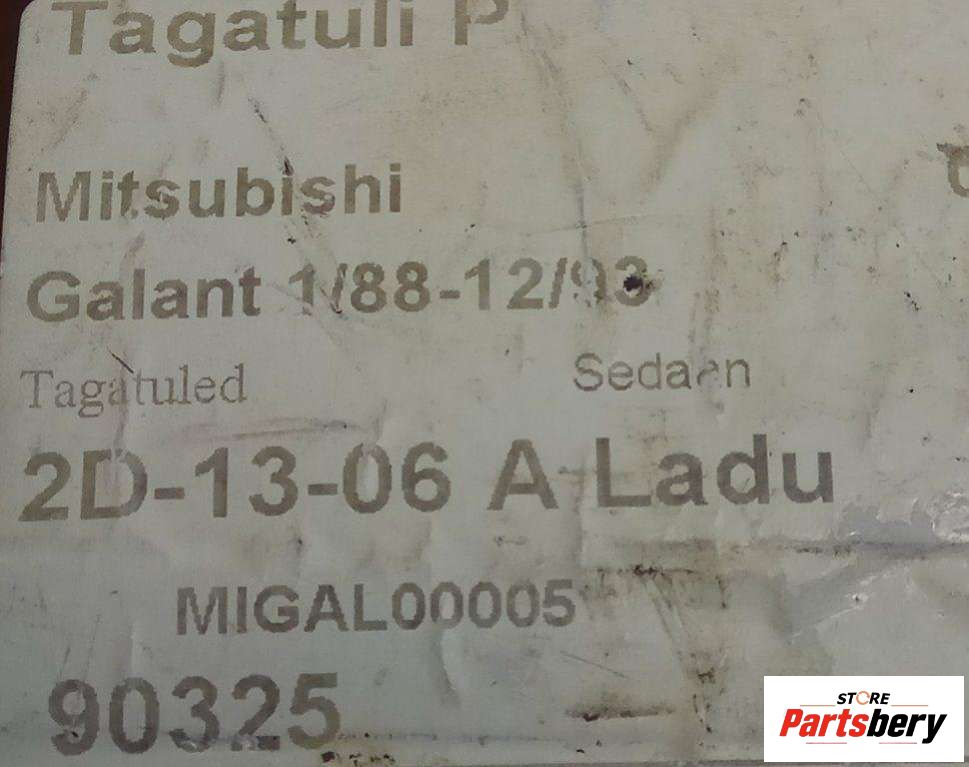 Tagatuli P
Mitsubishi
Galant 1/88-12/93
Tagatuled Sedaan
2D-13-06 A Ladu
MIGAL00005
90325
STORE
Partsbery